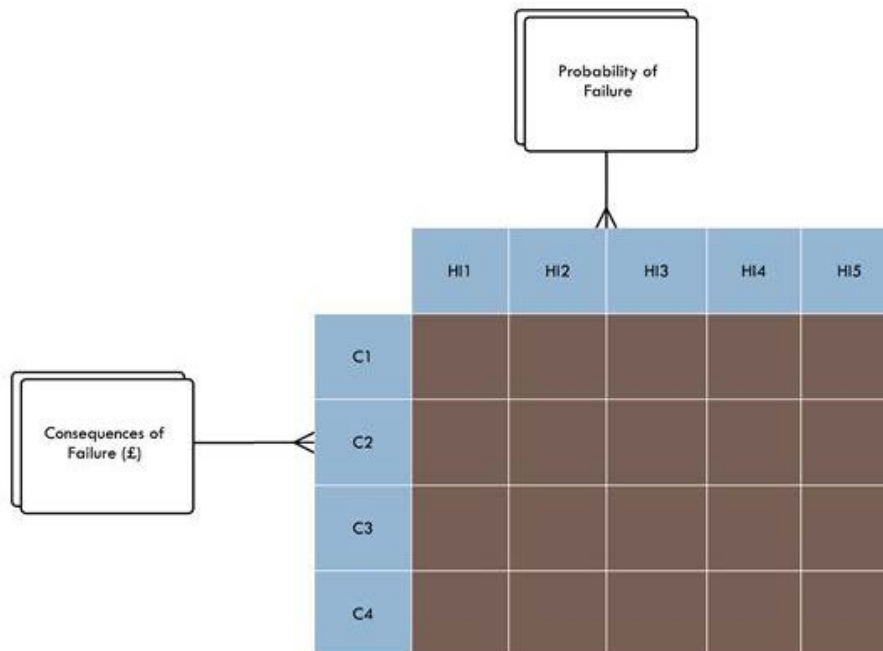 Probability of
Failure
HI1 HI2 HI3 HI4 HI5
C1
Consequences of
Failure (£)
C2
C3
C4